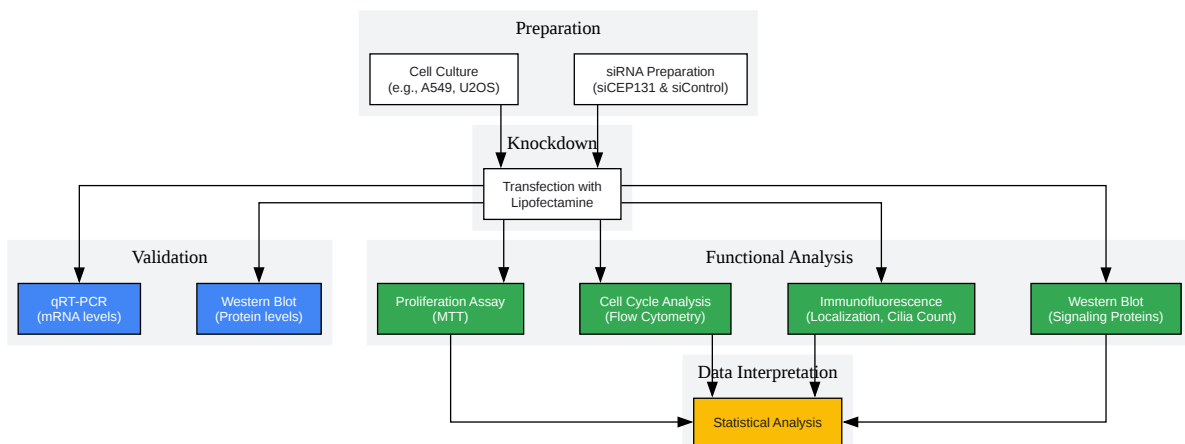 Preparation
Cell Culture
(e.g., A549, U2OS)
siRNA Preparation
(siCEP131 & siControl)
Knockdown
Transfection with
Lipofectamine
Validation
qRT-PCR
(mRNA levels)
Western Blot
(Protein levels)
Functional Analysis
Proliferation Assay
(MTT)
Cell Cycle Analysis
(Flow Cytometry)
Immunofluorescence
(Localization, Cilia Count)
Western Blot
(Signaling Proteins)
Data Interpretation
Statistical Analysis